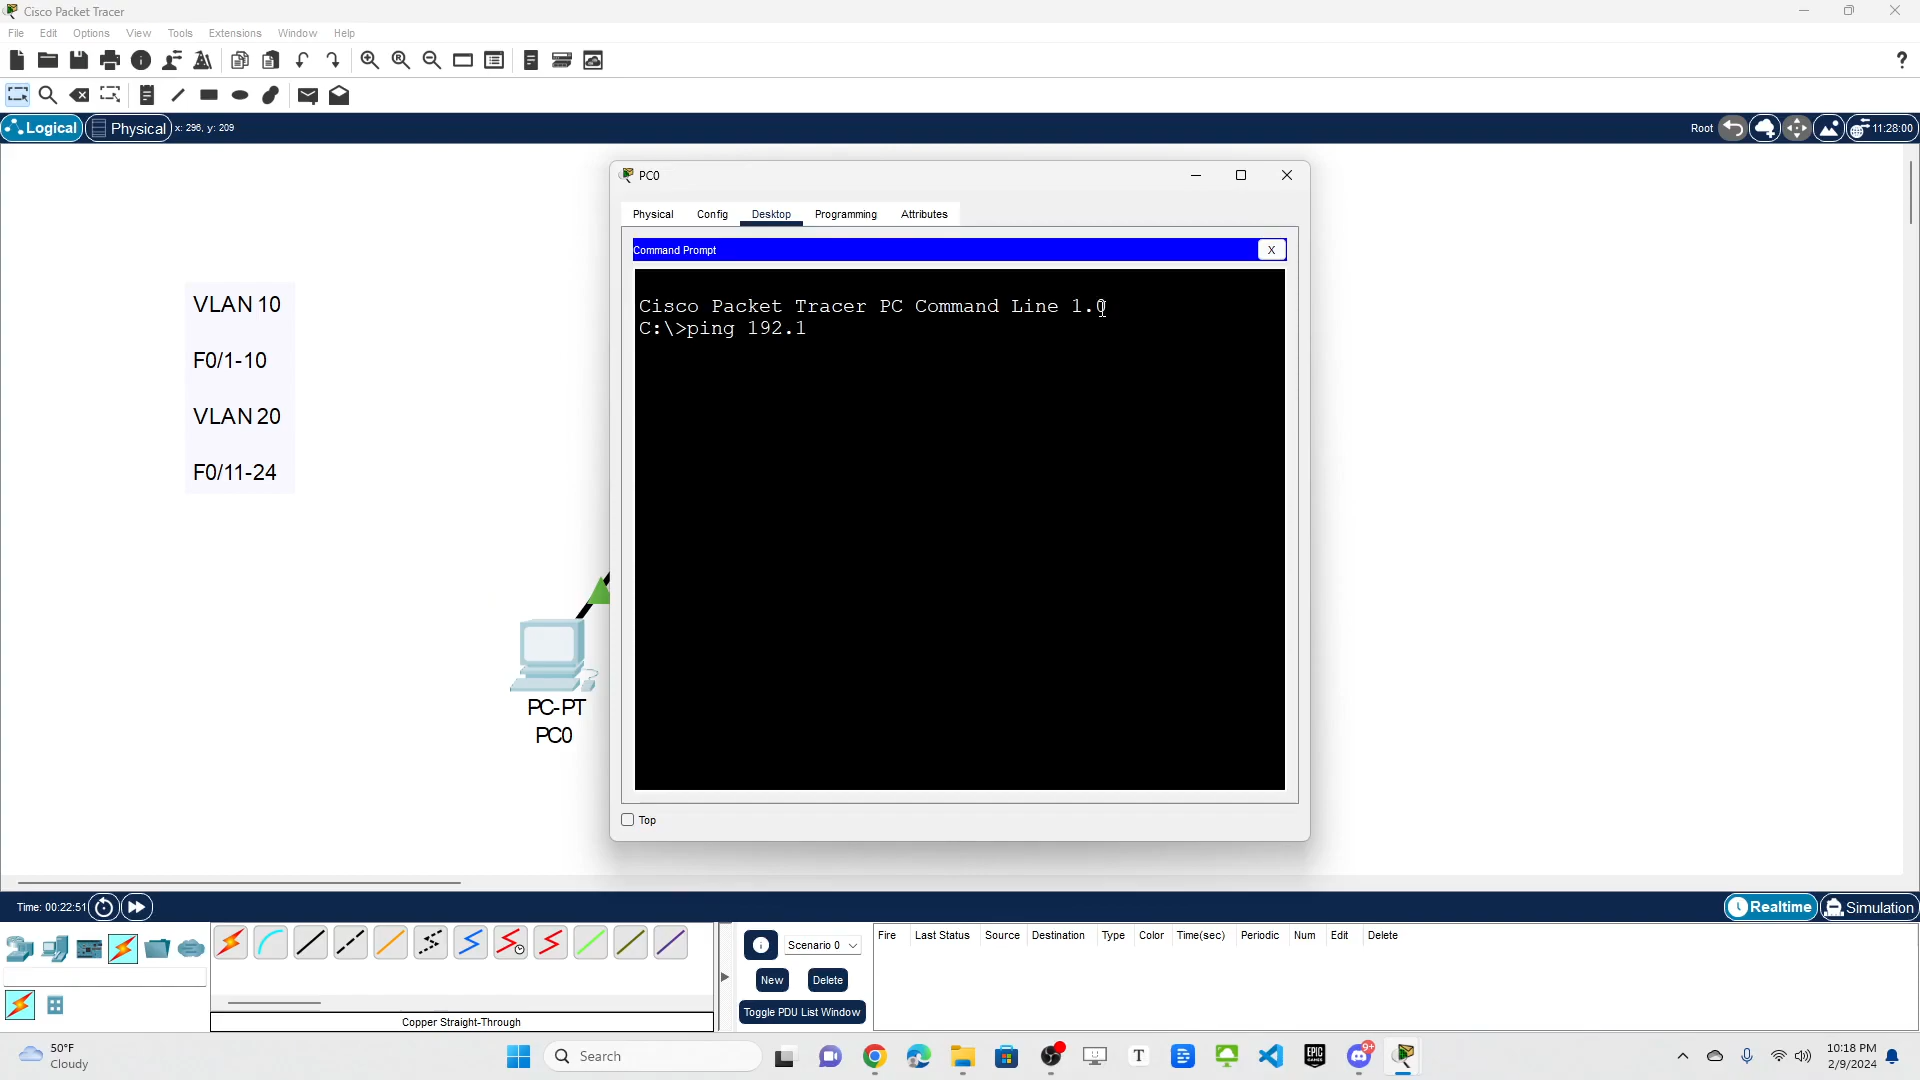 Cisco Packet Tracer
File Edit Options View Tools Extensions Window Help
Logical Physical x: 296, y: 209 Root 11:28:00
PC0
Physical Config Desktop Programming Attributes
Command Prompt X
Cisco Packet Tracer PC Command Line 1.0
C:\>ping 192.1
VLAN 10
F0/1-10
VLAN 20
F0/11-24
PC-PT
PC0
Top
Time: 00:22:51 Realtime Simulation
Scenario 0
New Delete
Toggle PDU List Window
Fire Last Status Source Destination Type Color Time(sec) Periodic Num Edit Delete
Copper Straight-Through
50°F
Cloudy
Search
T
EPIC
GAMES
9+
10:18 PM
2/9/2024